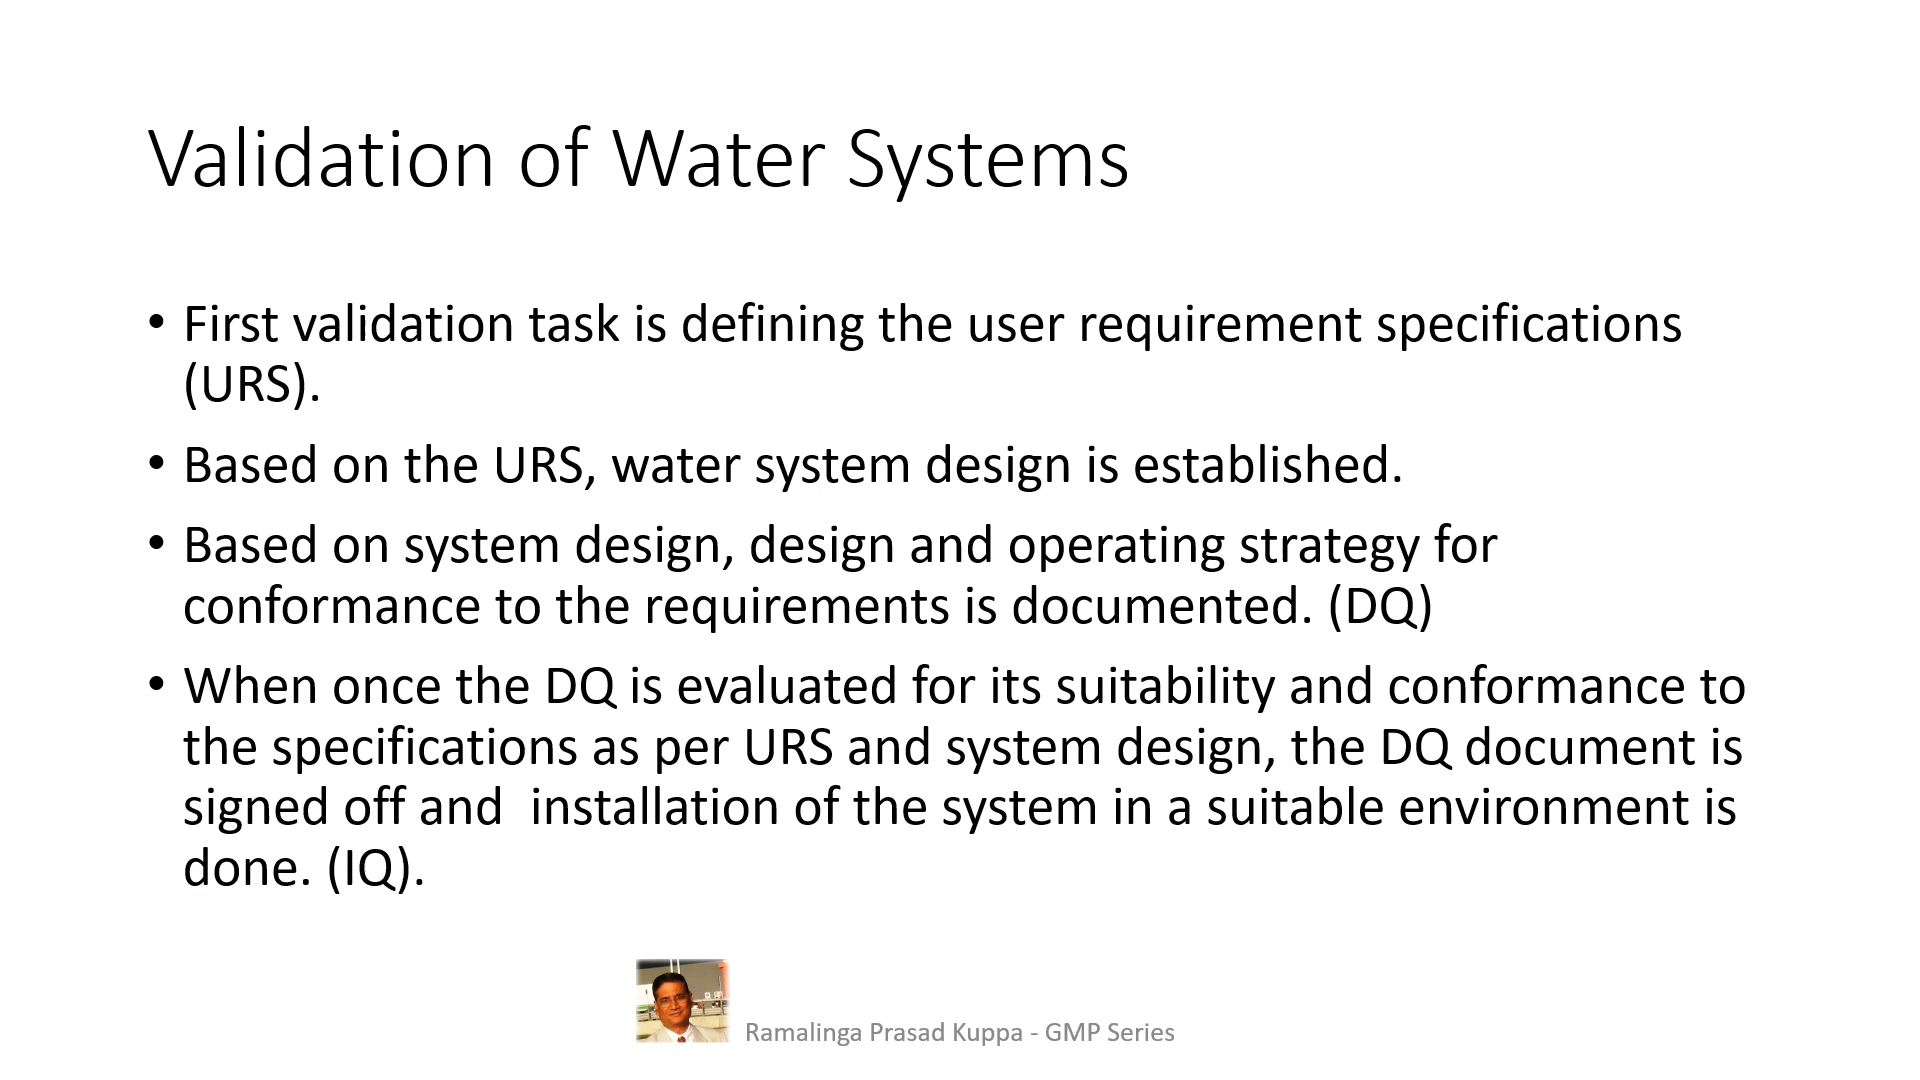 Validation of Water Systems
• First validation task is defining the user requirement specifications
(URS).
• Based on the URS, water system design is established.
• Based on system design, design and operating strategy for
conformance to the requirements is documented. (DQ)
• When once the DQ is evaluated for its suitability and conformance to
the specifications as per URS and system design, the DQ document is
signed off and  installation of the system in a suitable environment is
done. (IQ).
Ramalinga Prasad Kuppa - GMP Series